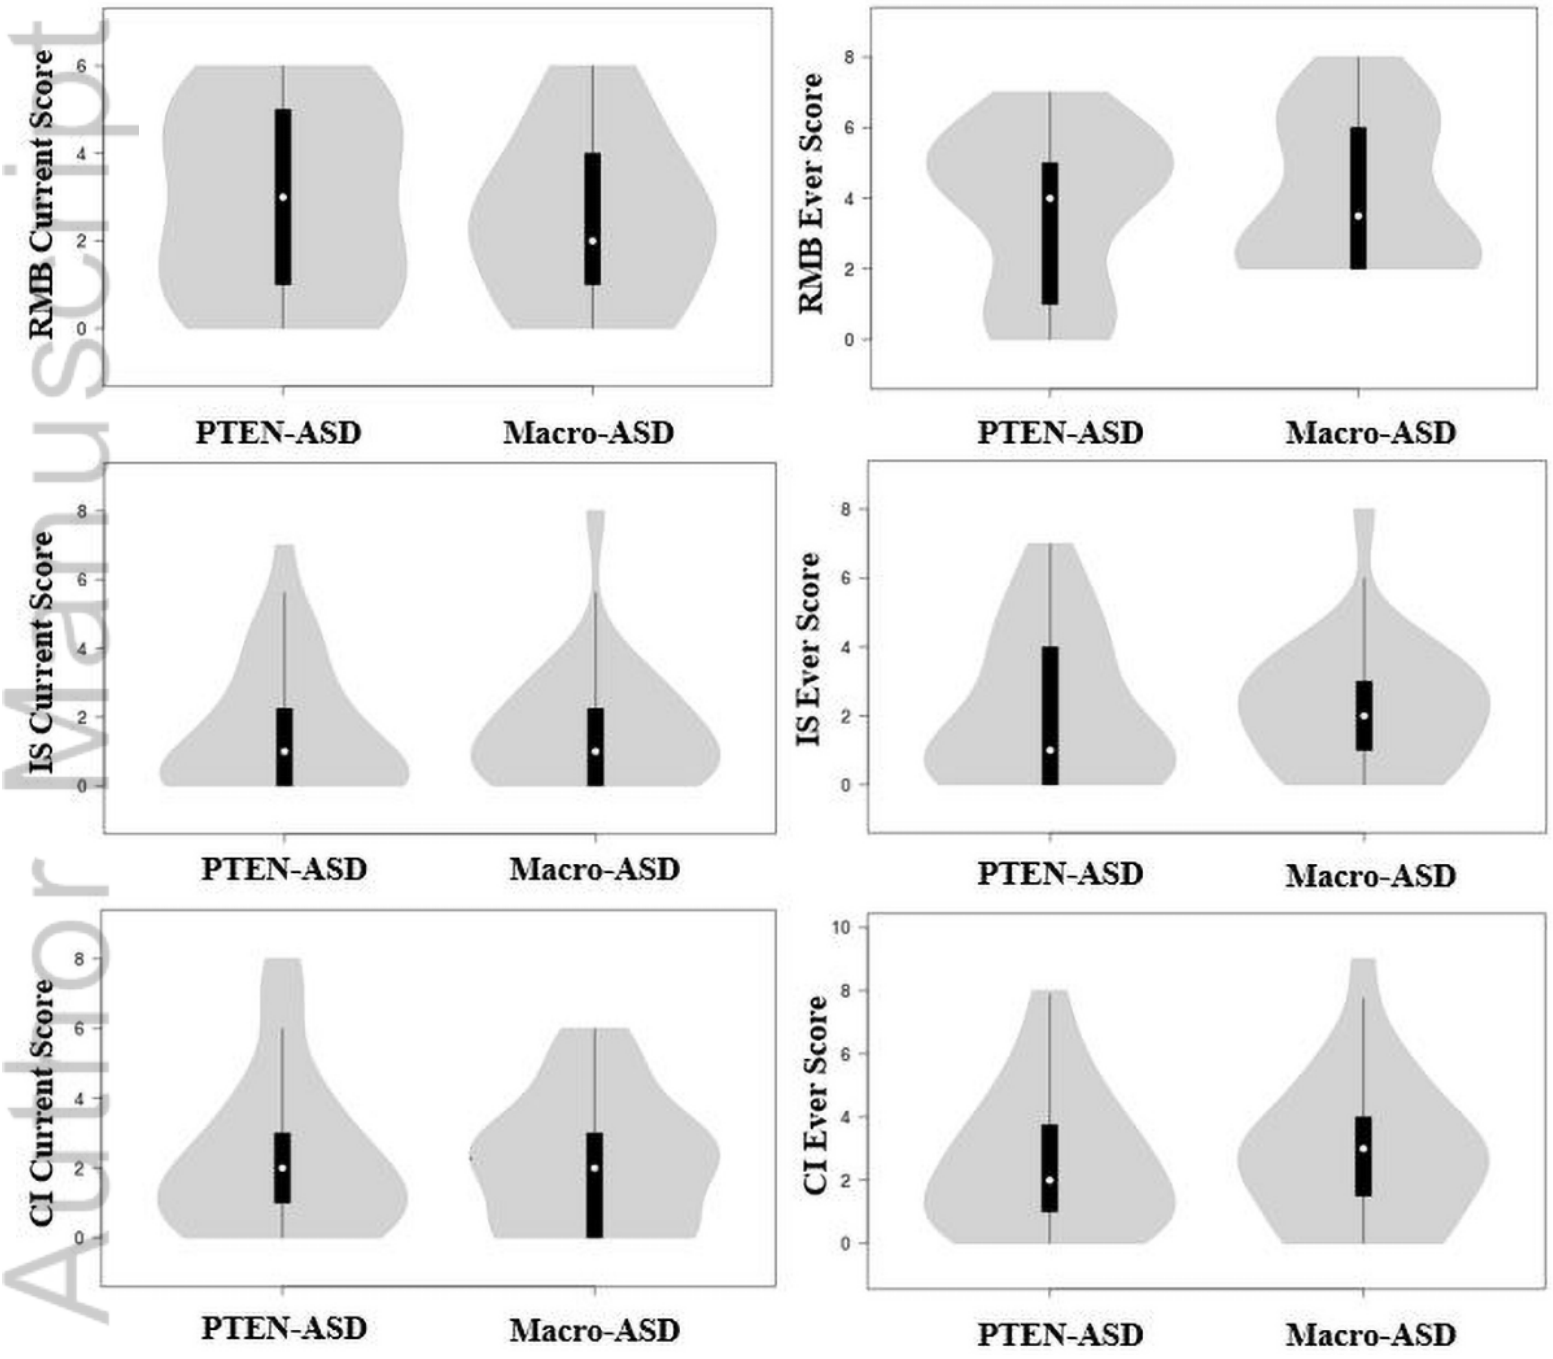 Author Manuscript
RMB Current Score
6
4
2
0
PTEN-ASD Macro-ASD
RMB Ever Score
8
6
4
2
0
PTEN-ASD Macro-ASD
IS Current Score
8
6
4
2
0
PTEN-ASD Macro-ASD
IS Ever Score
8
6
4
2
0
PTEN-ASD Macro-ASD
CI Current Score
8
6
4
2
0
PTEN-ASD Macro-ASD
CI Ever Score
10
8
6
4
2
0
PTEN-ASD Macro-ASD